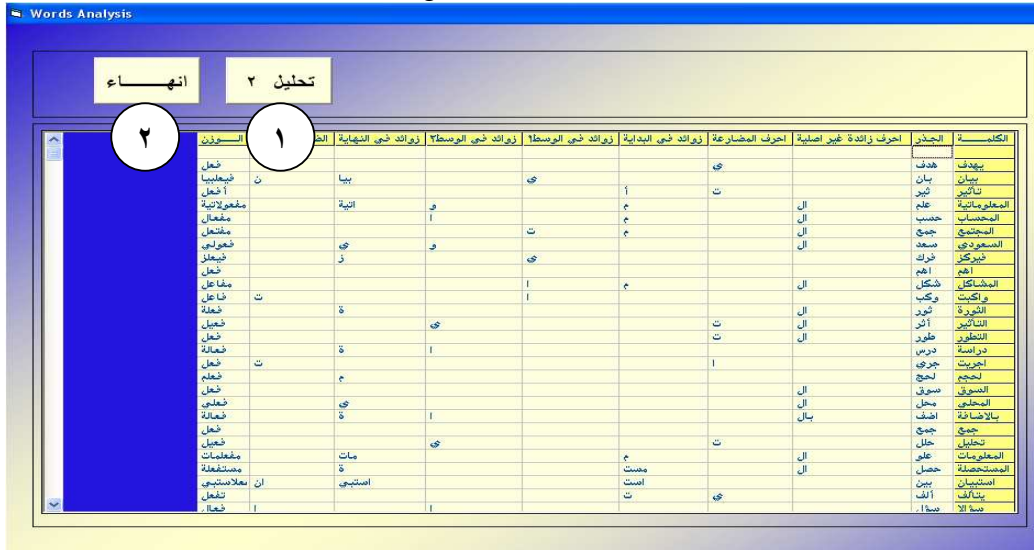 Words Analysis
تحليل ٢ انهـــــاء
١ ٢
الكلمـــــة الجذر احرف زائدة غير اصلية احرف المضارعة زوائد في البداية زوائد في الوسط١ زوائد في الوسط٢ زوائد في النهاية الـــوزن
يهدف هدف ي فعل
بيان بان ي بيا ن فيعلبيا
تأثير ثير ت أ أفعل
المعلوماتية علم ال م و اتية مفعولاتية
المحساب حسب ال م ا مفعال
المجتمع جمع ال م ت مفتعل
السعودي سعد ال و ي فعولي
فيركز فرك ي ز فيعلز
اهم اهم فعل
المشاكل شكل ال م ا مفاعل
واكبت وكب ا ت فاعل
الثورة ثور ال ة فعلة
التأثير أثر ال ت ي فعيل
التطور طور ال ت فعل
دراسة درس ا ة فعالة
اجريت جري ا ت فعل
لحجم لحج م فعلم
السوق سوق ال فعل
المحلي محل ال ي فعلي
بالاضافة اضف بال ا ة فعالة
جمع جمع فعل
تحليل حلل ت ي فعيل
المعلومات علو ال م مات مفعلمات
المستحصلة حصل ال مست ة مستفعلة
استبيان بين است استبي ان
يتألف ألف ي ت تفعل
سؤالا سؤل ا ا فعال